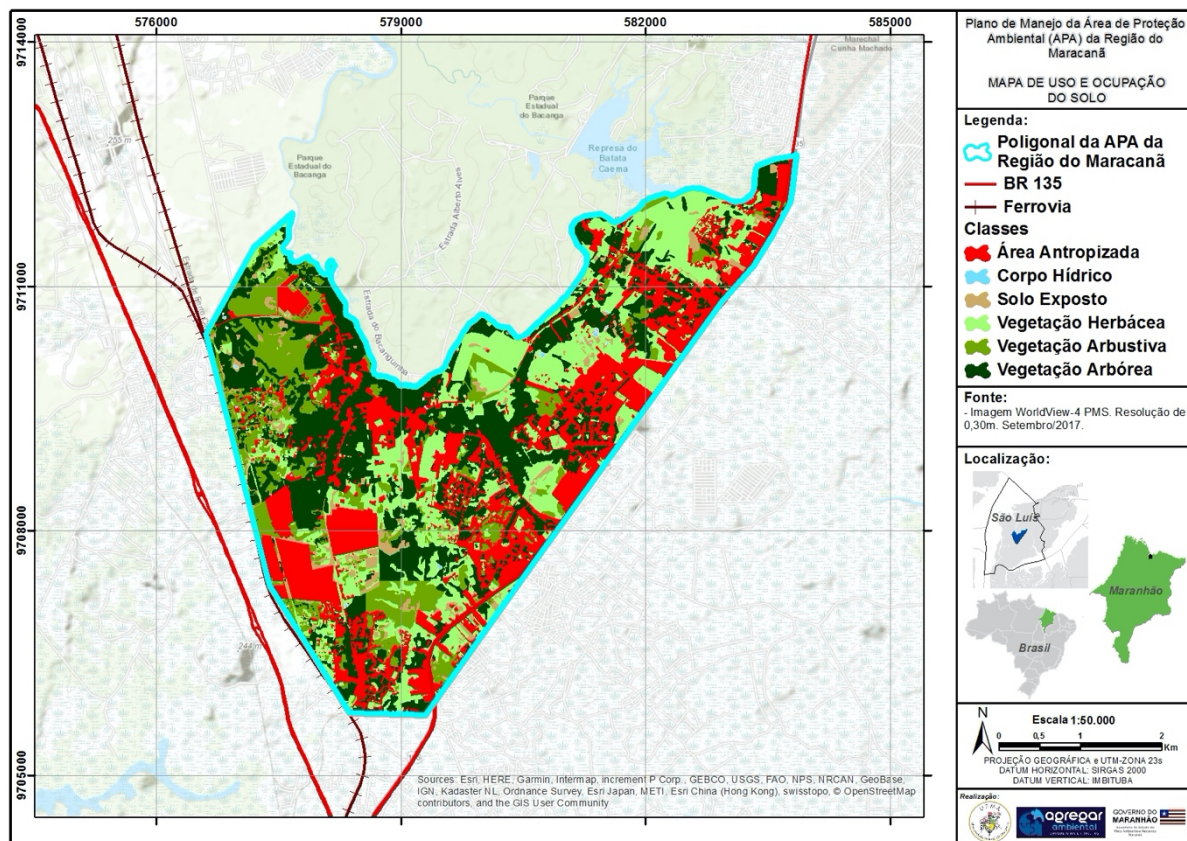 576000
579000
582000
585000
9714000
9711000
9708000
9705000
Marechal
Cunha Machado
Parque
Estadual
do Bacanga
Parque
Estadual do
Bacanga
Represa do
Batata
Caema
Estrada Alberto Alves
Estrada do Bacanguinha
235 m
244 m
Sources: Esri, HERE, Garmin, Intermap, increment P Corp., GEBCO, USGS, FAO, NPS, NRCAN, GeoBase,
IGN, Kadaster NL, Ordnance Survey, Esri Japan, METI, Esri China (Hong Kong), swisstopo, © OpenStreetMap
contributors, and the GIS User Community
Plano de Manejo da Área de Proteção
Ambiental (APA) da Região do
Maracanã
MAPA DE USO E OCUPAÇÃO
DO SOLO
Legenda:
Poligonal da APA da
Região do Maracanã
BR 135
Ferrovia
Classes
Área Antropizada
Corpo Hídrico
Solo Exposto
Vegetação Herbácea
Vegetação Arbustiva
Vegetação Arbórea
Fonte:
- Imagem WorldView-4 PMS. Resolução de
0,30m. Setembro/2017.
Localização:
São Luís
Maranhão
Brasil
N
Escala 1:50.000
0 0,5 1 2
Km
PROJEÇÃO GEOGRÁFICA e UTM-ZONA 23s
DATUM HORIZONTAL: SIRGAS 2000
DATUM VERTICAL: IMBITUBA
Realização:
agregar
ambiental
GOVERNO DO
MARANHÃO